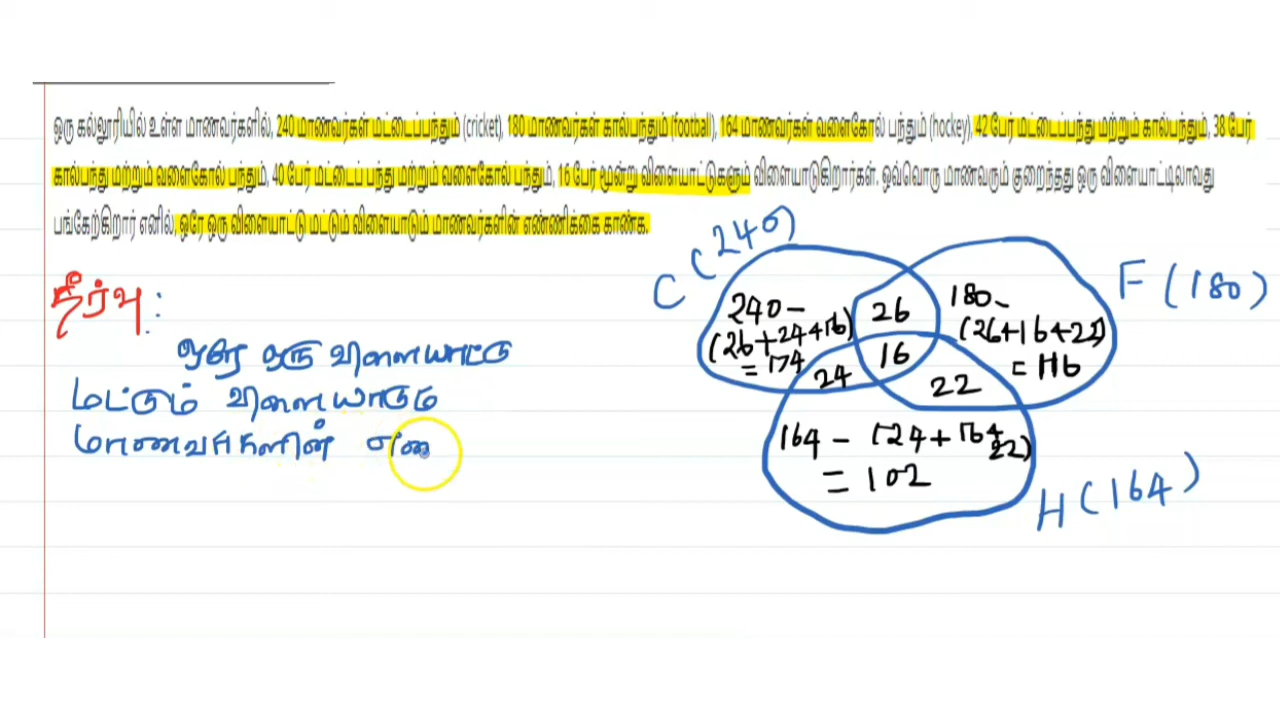 ஒரு கல்லூரியில் உள்ள மாணவர்களில், 240 மாணவர்கள் மட்டைப்பந்தும் (cricket), 180 மாணவர்கள் கால்பந்தும் (football), 164 மாணவர்கள் வளைகோல் பந்தும் (hockey), 42 பேர் மட்டைப்பந்து மற்றும் கால்பந்தும், 38 பேர்
கால்பந்து மற்றும் வளைகோல் பந்தும், 40 பேர் மட்டைப் பந்து மற்றும் வளைகோல் பந்தும், 16 பேர் மூன்று விளையாட்டுகளும் விளையாடுகிறார்கள். ஒவ்வொரு மாணவரும் குறைந்தது ஒரு விளையாட்டிலாவது
பங்கேற்கிறார் எனில், ஒரே ஒரு விளையாட்டு மட்டும் விளையாடும் மாணவர்களின் எண்ணிக்கை காண்க.
தீர்வு :
ஒரே ஒரு விளையாட்டு
மட்டும் விளையாடும்
மாணவர்களின்
C (240)
F (180)
240 –
(26+24+16)
= 174
26
180-
(26+16+22)
= 116
16
24
22
164 – (24+16+
22)
= 102
H (164)